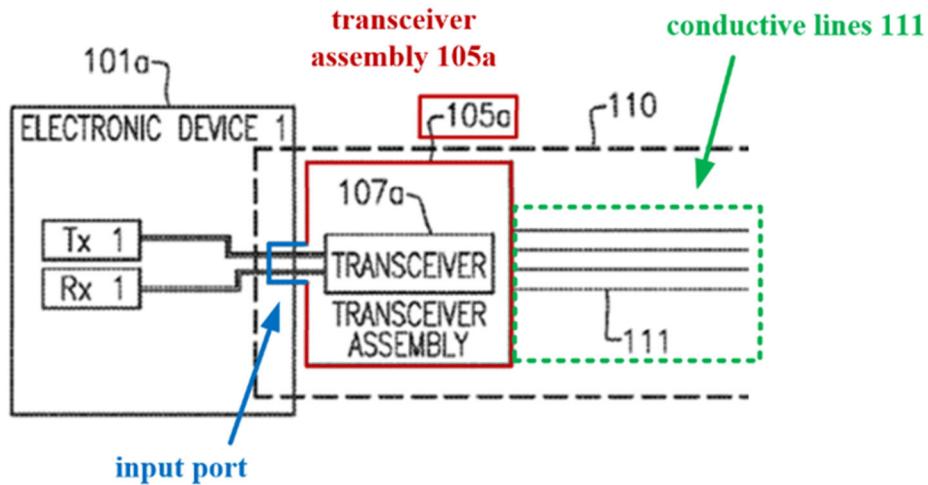 transceiver
assembly 105a
conductive lines 111
101a
105a
110
ELECTRONIC DEVICE 1
107a
Tx 1
Rx 1
TRANSCEIVER
TRANSCEIVER
ASSEMBLY
111
input port